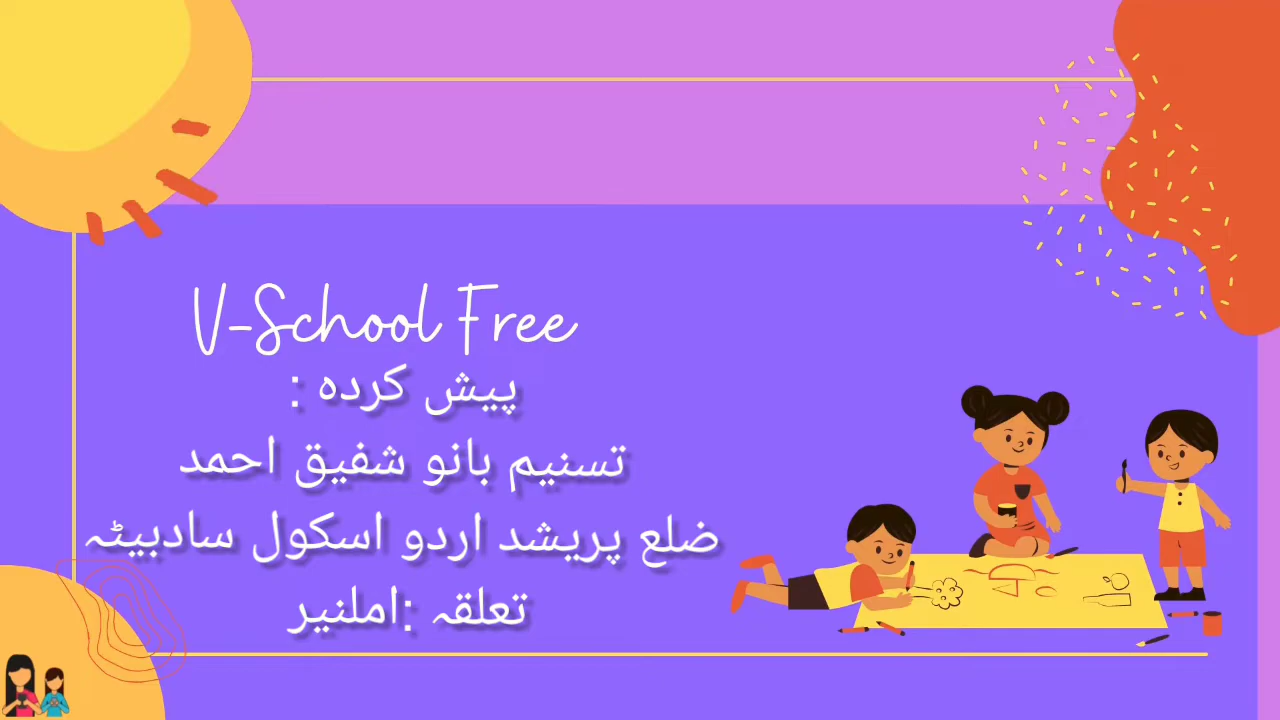 V-School Free
پیش کردہ :
تسنیم بانو شفیق احمد
ضلع پریشد اردو اسکول سادبیٹہ
تعلقہ :املنیر